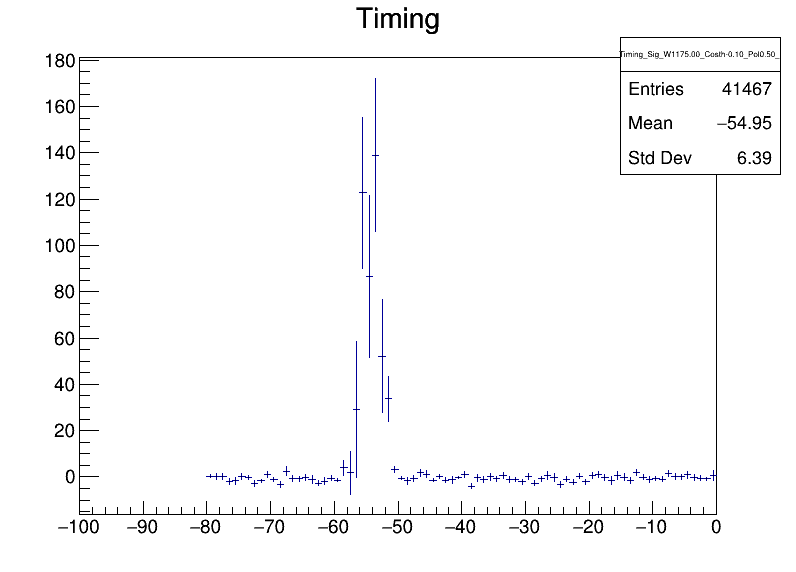 Timing
Timing_Sig_W1175.00_Costh-0.10_Pol0.50_
Entries 41467
Mean −54.95
Std Dev 6.39
180
160
140
120
100
80
60
40
20
0
−100 −90 −80 −70 −60 −50 −40 −30 −20 −10 0